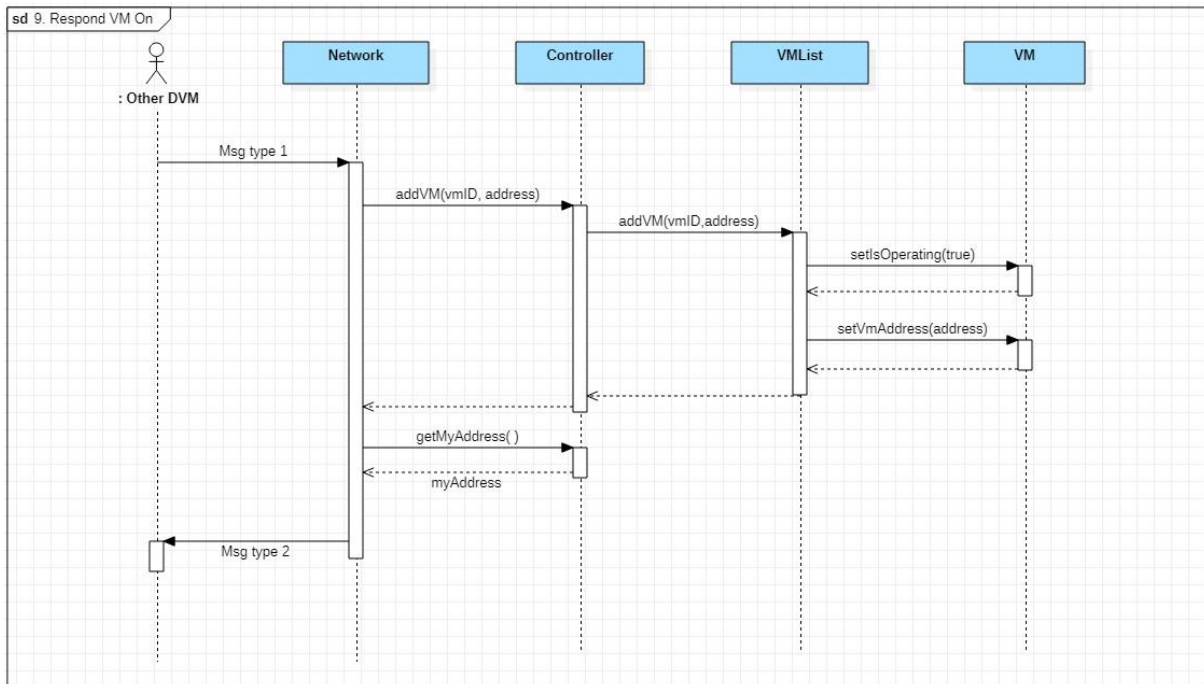 sd 9. Respond VM On
Network
Controller
VMList
VM
: Other DVM
Msg type 1
addVM(vmID, address)
addVM(vmID,address)
setIsOperating(true)
setVmAddress(address)
getMyAddress( )
myAddress
Msg type 2